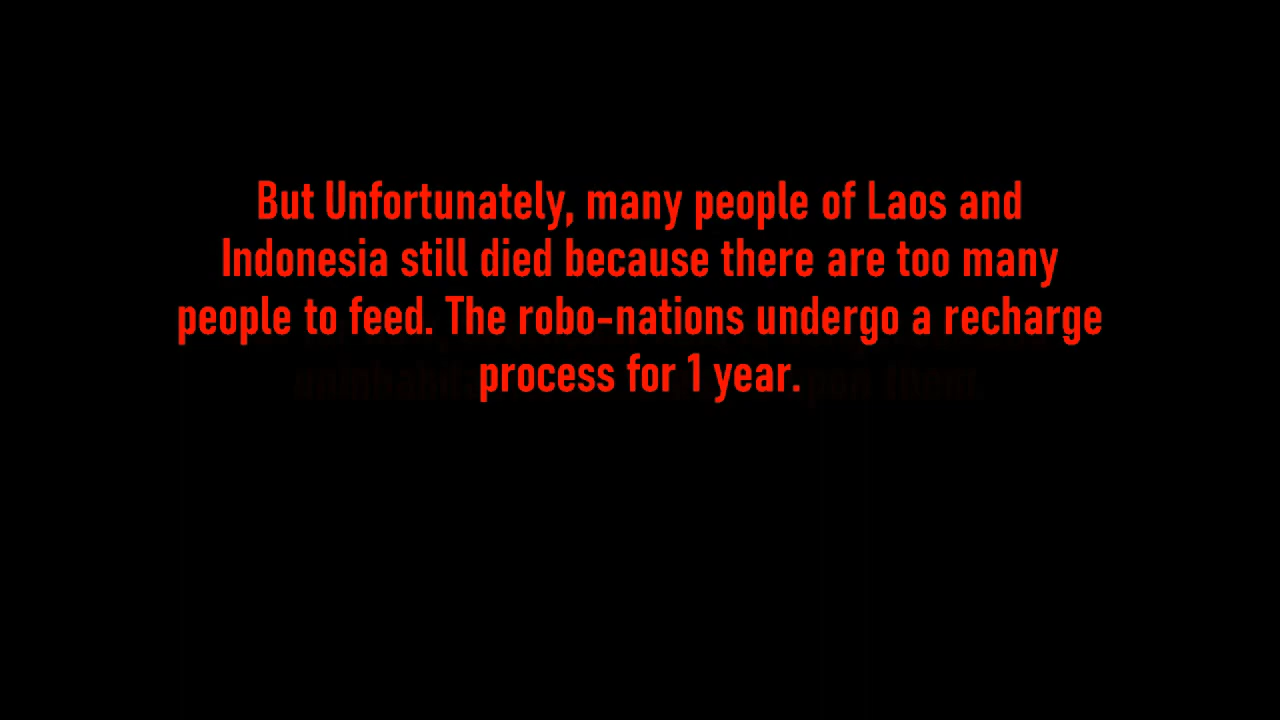 But Unfortunately, many people of Laos and
Indonesia still died because there are too many
people to feed. The robo-nations undergo a recharge
process for 1 year.